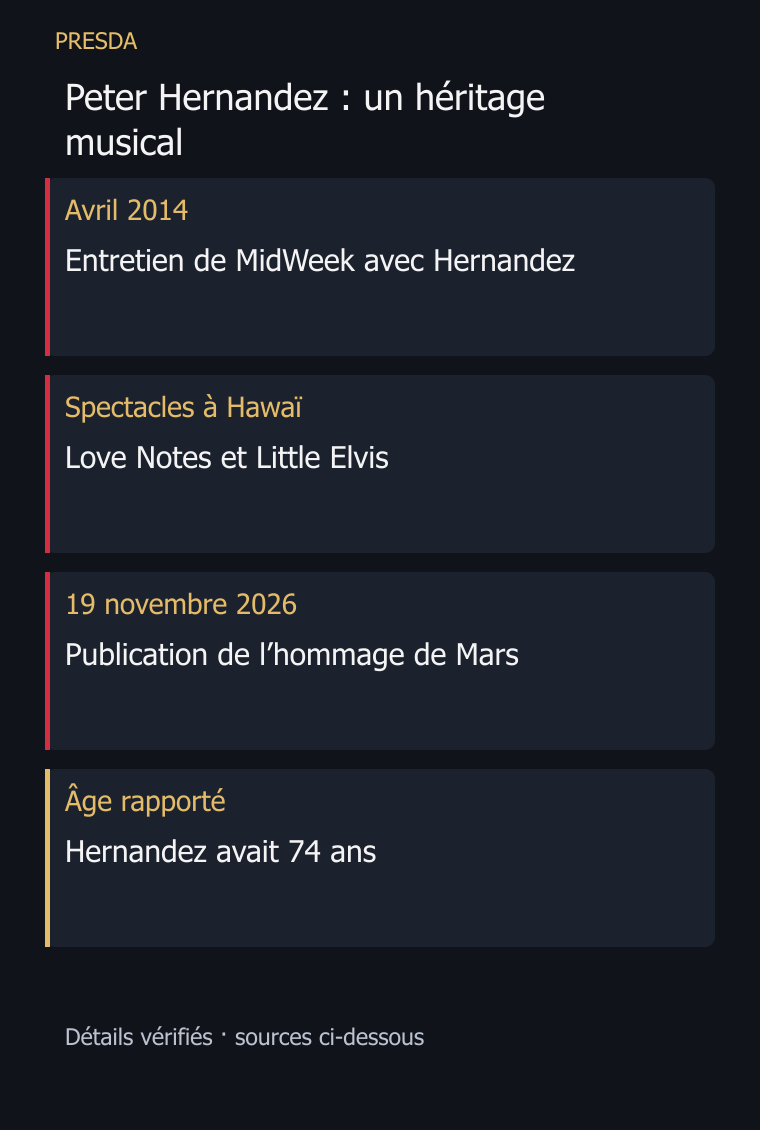 PRESDA
Peter Hernandez : un héritage
musical
Avril 2014
Entretien de MidWeek avec Hernandez
Spectacles à Hawaï
Love Notes et Little Elvis
19 novembre 2026
Publication de l’hommage de Mars
Âge rapporté
Hernandez avait 74 ans
Détails vérifiés · sources ci-dessous